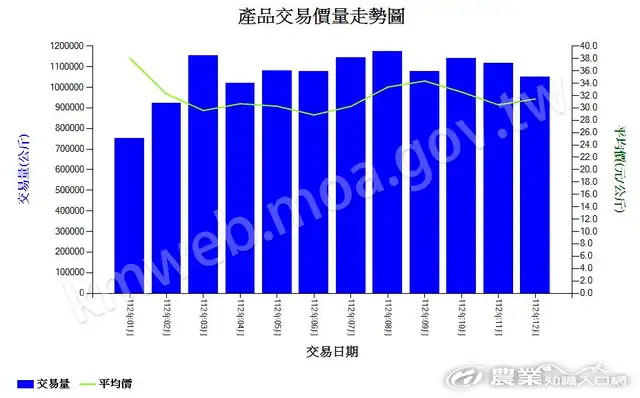 產品交易價量走勢圖
交易量(公斤)
1200000
1100000
1000000
900000
800000
700000
600000
500000
400000
300000
200000
100000
0
40.0
38.0
36.0
34.0
32.0
30.0
28.0
26.0
24.0
22.0
20.0
18.0
16.0
14.0
12.0
10.0
8.0
6.0
4.0
2.0
0.0
平均價(元/公斤)
kmweb.moa.gov.tw
112年01月
112年02月
112年03月
112年04月
112年05月
112年06月
112年07月
112年08月
112年09月
112年10月
112年11月
112年12月
交易日期
交易量 平均價
農業知識入口網